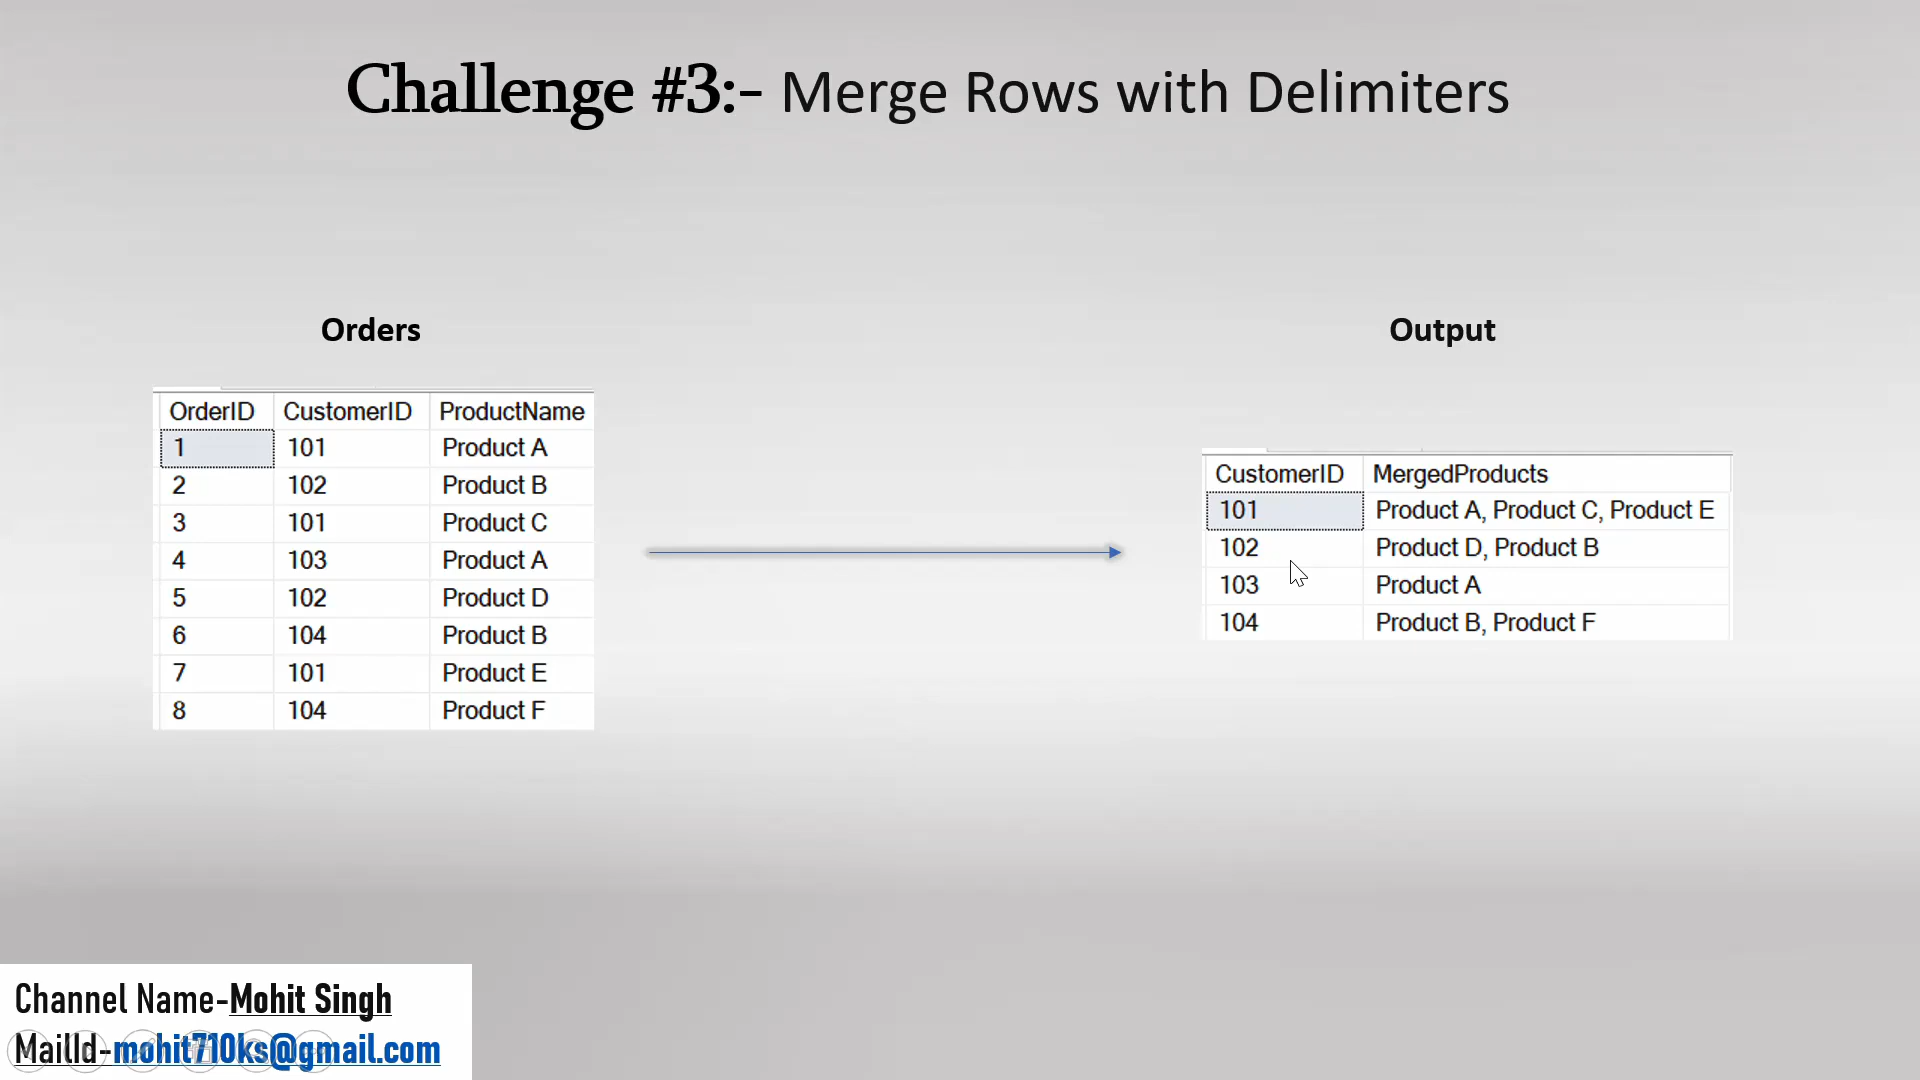 Challenge #3:- Merge Rows with Delimiters
Orders
OrderID CustomerID ProductName
1 101 Product A
2 102 Product B
3 101 Product C
4 103 Product A
5 102 Product D
6 104 Product B
7 101 Product E
8 104 Product F
Output
CustomerID MergedProducts
101 Product A, Product C, Product E
102 Product D, Product B
103 Product A
104 Product B, Product F
Channel Name-Mohit Singh
MailId-mohit710ks@gmail.com